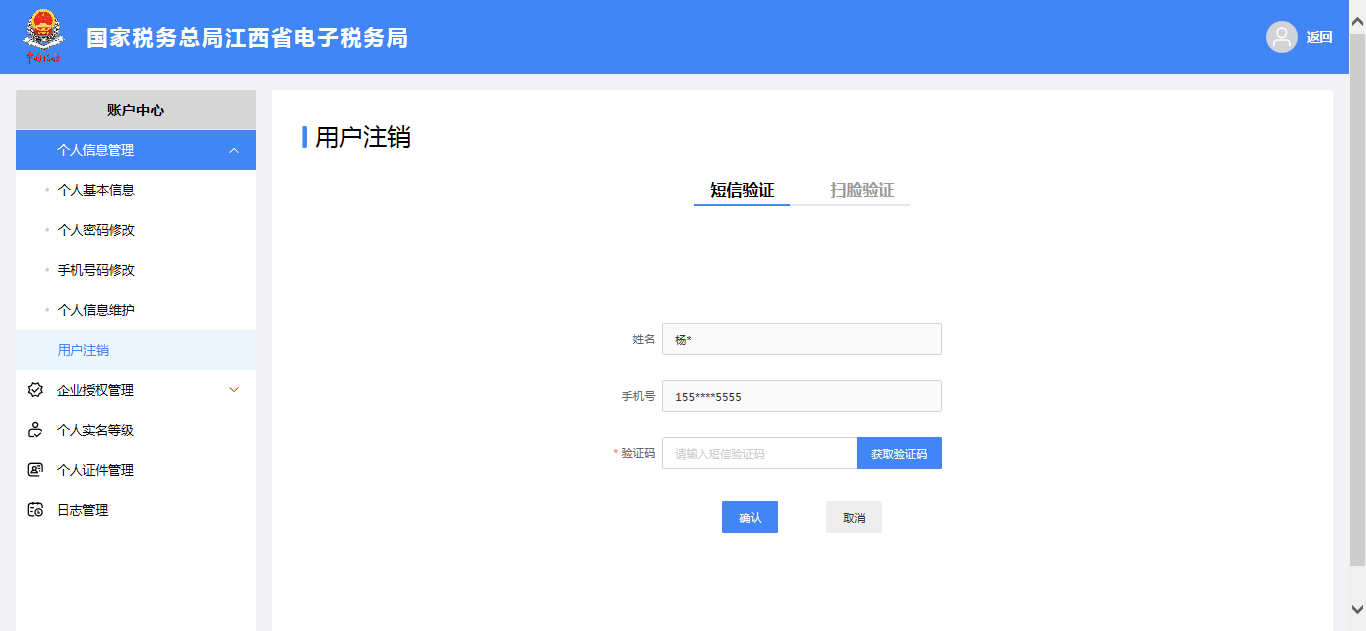 国家税务总局江西省电子税务局
返回
账户中心
个人信息管理
个人基本信息
个人密码修改
手机号码修改
个人信息维护
用户注销
企业授权管理
个人实名等级
个人证件管理
日志管理
用户注销
短信验证 扫脸验证
姓名 杨*
手机号 155****5555
* 验证码 请输入短信验证码 获取验证码
确认 取消